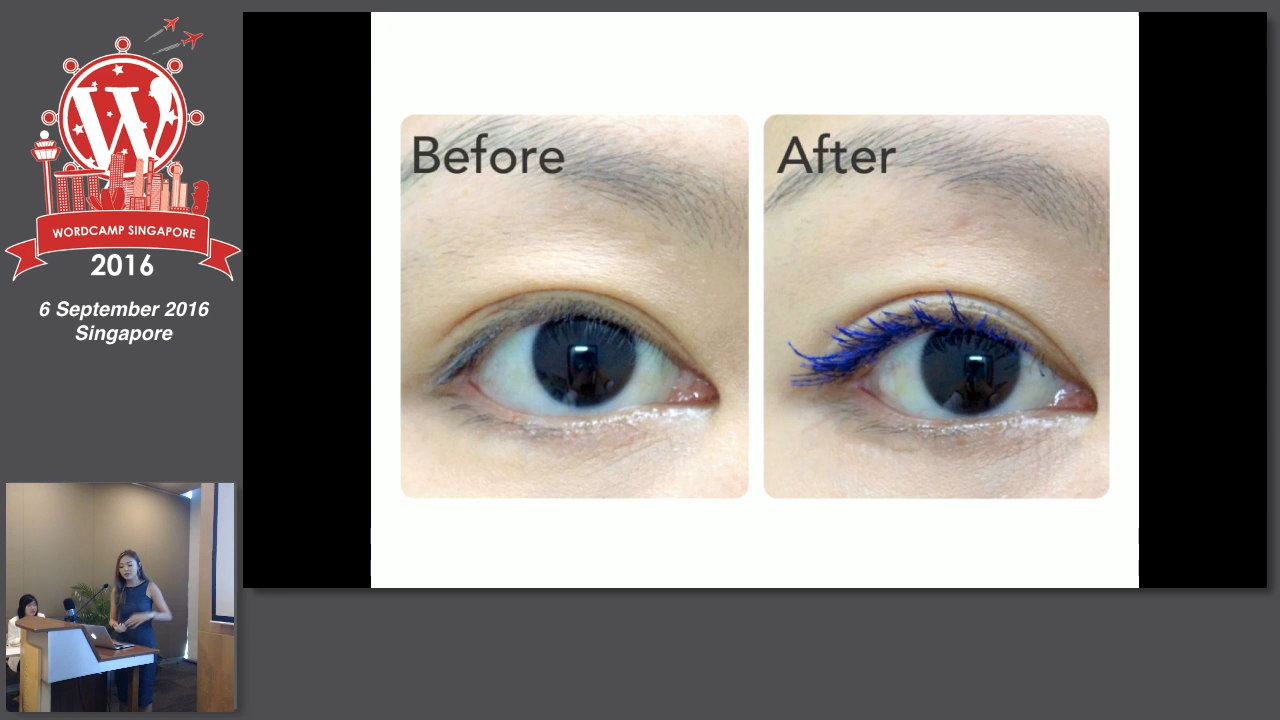 W
WORDCAMP SINGAPORE
2016
6 September 2016
Singapore
Before
After